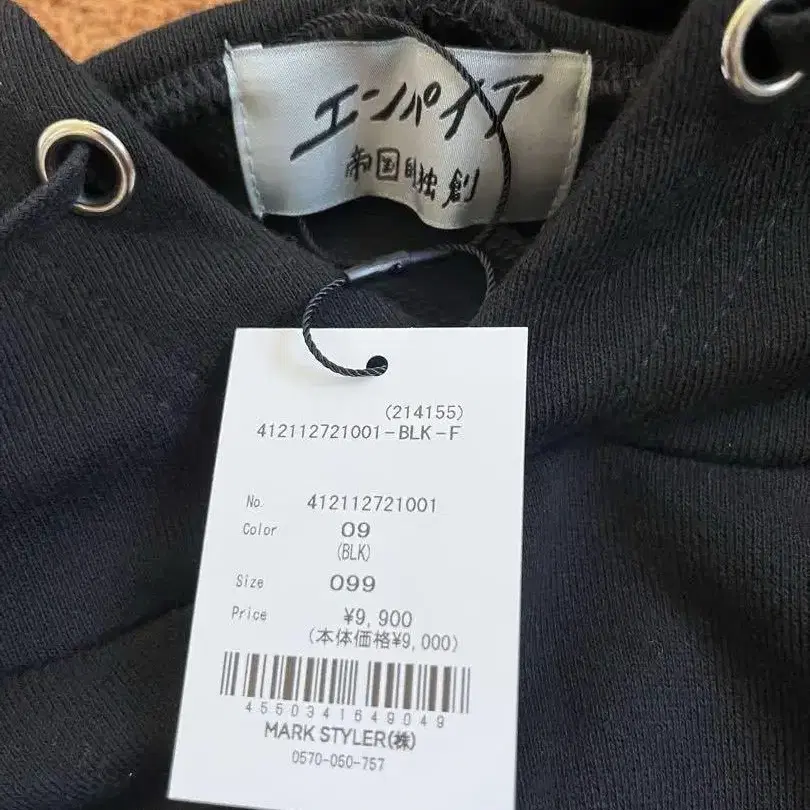 エンパイア
帝国自独創
(214155)
412112721001-BLK-F
No. 412112721001
Color 09
(BLK)
Size 099
Price ¥9,900
(本体価格¥9,000)
4550341649049
MARK STYLER(株)
0570-050-757